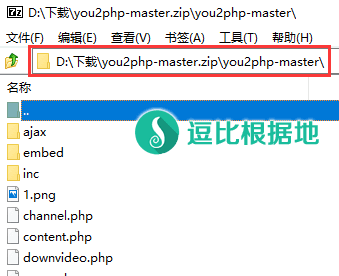 D:\下载\you2php-master.zip\you2php-master\
文件(F) 编辑(E) 查看(V) 书签(A) 工具(T) 帮助(H)
D:\下载\you2php-master.zip\you2php-master\
名称
..
ajax
embed
inc
1.png
channel.php
content.php
downvideo.php
逗比根据地